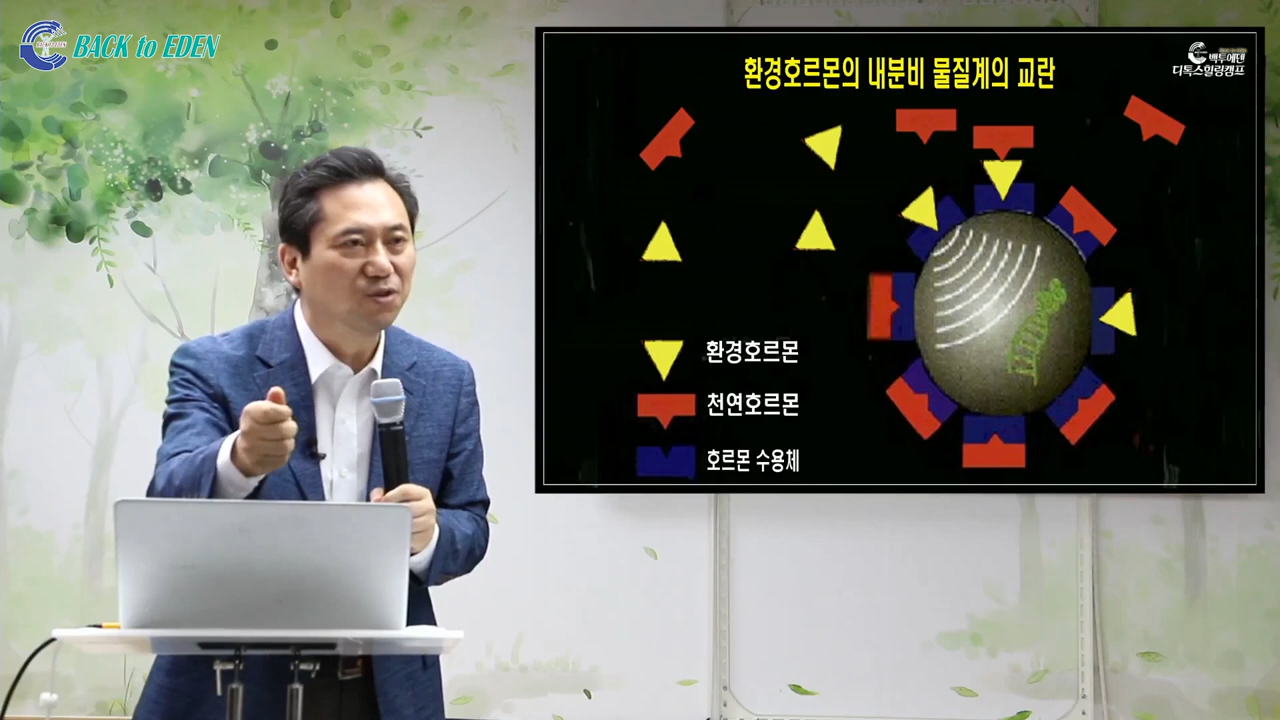 BACK to EDEN
환경호르몬의 내분비 물질계의 교란
백투에덴
디톡스힐링캠프
환경호르몬
천연호르몬
호르몬 수용체